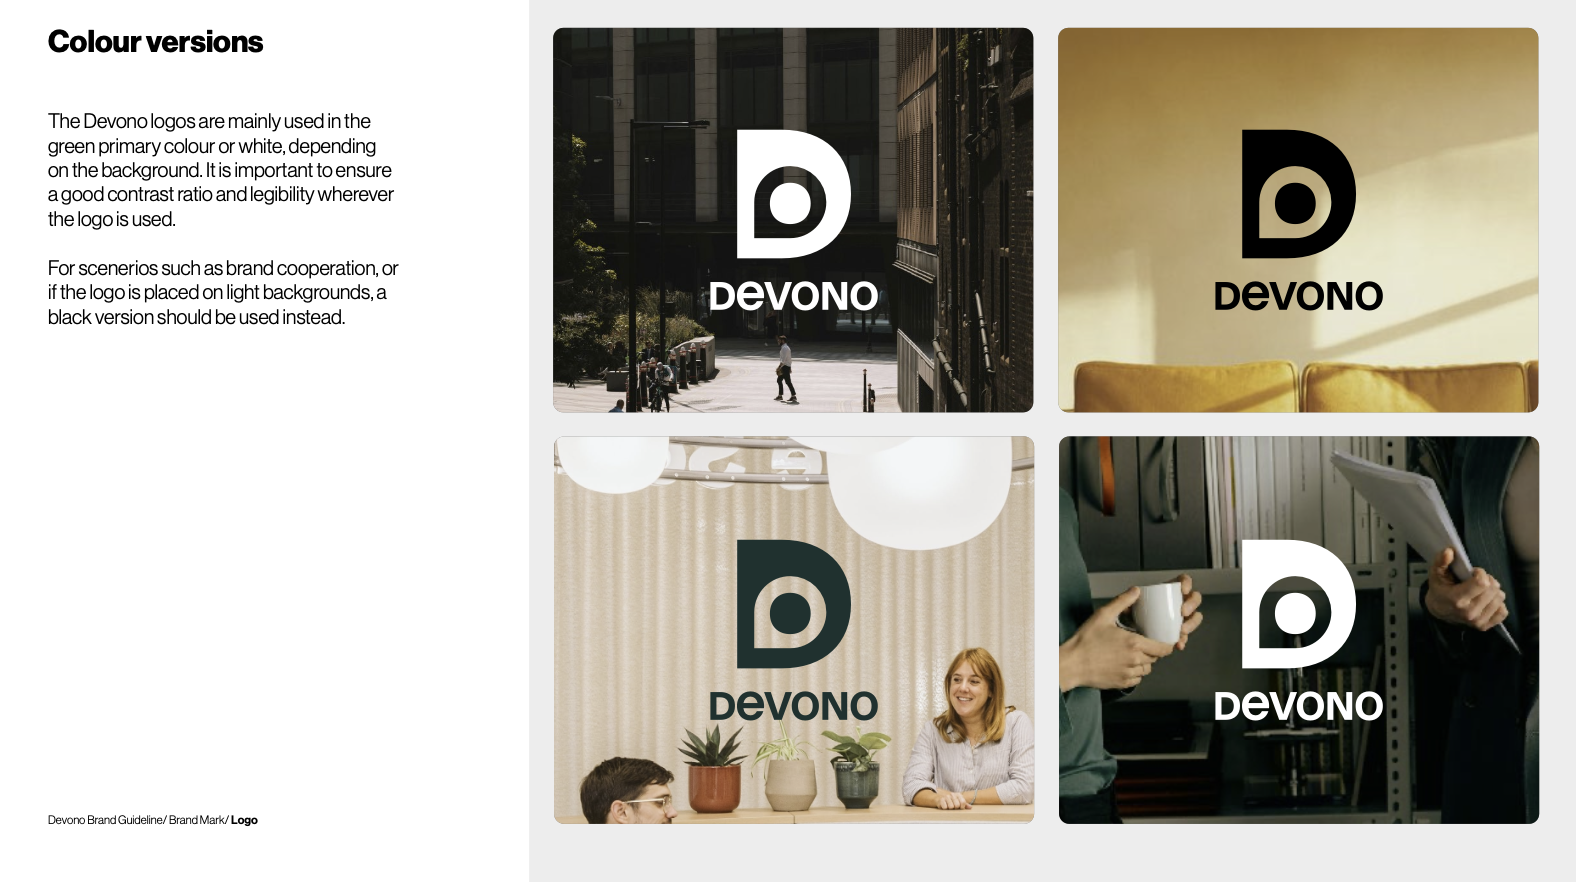 Colour versions
The Devono logos are mainly used in the
green primary colour or white, depending
on the background. It is important to ensure
a good contrast ratio and legibility wherever
the logo is used.
For scenerios such as brand cooperation, or
if the logo is placed on light backgrounds, a
black version should be used instead.
Devono Brand Guideline/ Brand Mark/ Logo
DeVONO
DeVONO
DeVONO
DeVONO